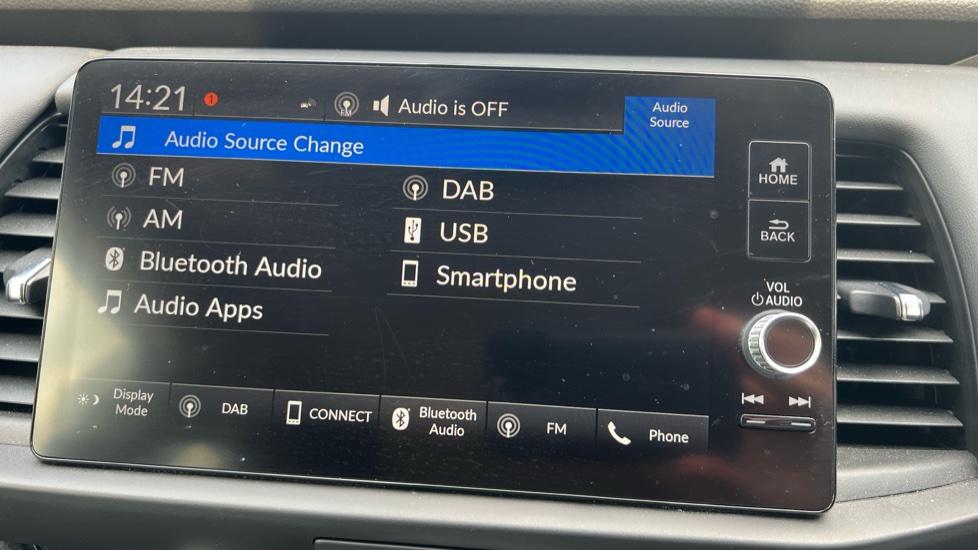 14:21
1
FM
Audio is OFF
Audio
Source
Audio Source Change
FM
DAB
AM
USB
Bluetooth Audio
Smartphone
Audio Apps
HOME
BACK
VOL
AUDIO
Display
Mode
DAB
CONNECT
Bluetooth
Audio
FM
Phone